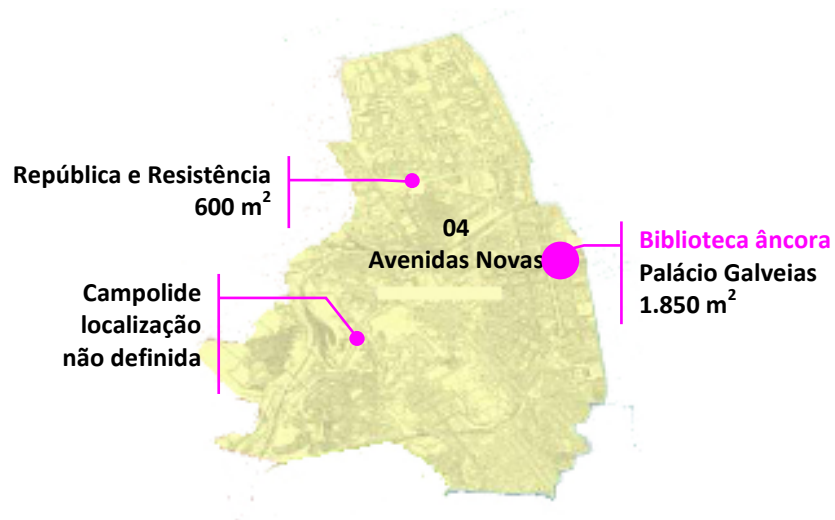 República e Resistência
600 m²
04
Avenidas Novas
Biblioteca âncora
Palácio Galveias
1.850 m²
Campolide
localização
não definida